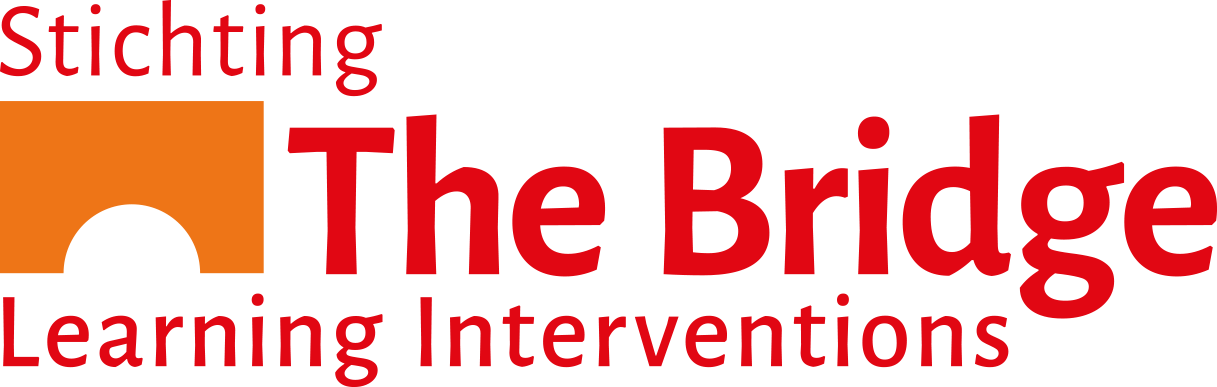 Stichting
The Bridge
Learning Interventions